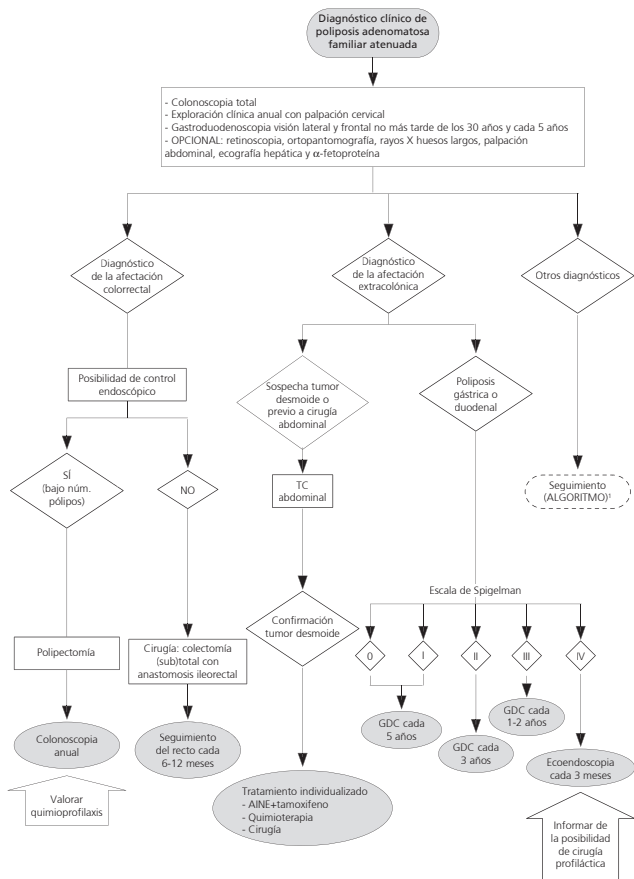 Diagnóstico clínico de
poliposis adenomatosa
familiar atenuada
- Colonoscopia total
- Exploración clínica anual con palpación cervical
- Gastroduodenoscopia visión lateral y frontal no más tarde de los 30 años y cada 5 años
- OPCIONAL: retinoscopia, ortopantomografía, rayos X huesos largos, palpación
abdominal, ecografía hepática y α-fetoproteína
Diagnóstico
de la afectación
colorrectal
Diagnóstico
de la afectación
extracolónica
Otros diagnósticos
Posibilidad de control
endoscópico
Sospecha tumor
desmoide o
previo a cirugía
abdominal
Poliposis
gástrica o
duodenal
SÍ
(bajo núm.
pólipos)
NO
TC
abdominal
Seguimiento
(ALGORITMO)¹
Escala de Spigelman
Confirmación
tumor desmoide
0
I
II
III
IV
Polipectomía
Cirugía: colectomía
(sub)total con
anastomosis ileorectal
GDC cada
5 años
GDC cada
3 años
GDC cada
1-2 años
Colonoscopia
anual
Seguimiento
del recto cada
6-12 meses
Ecoendoscopia
cada 3 meses
Valorar
quimioprofilaxis
Tratamiento individualizado
- AINE+tamoxifeno
- Quimioterapia
- Cirugía
Informar de
la posibilidad
de cirugía
profiláctica